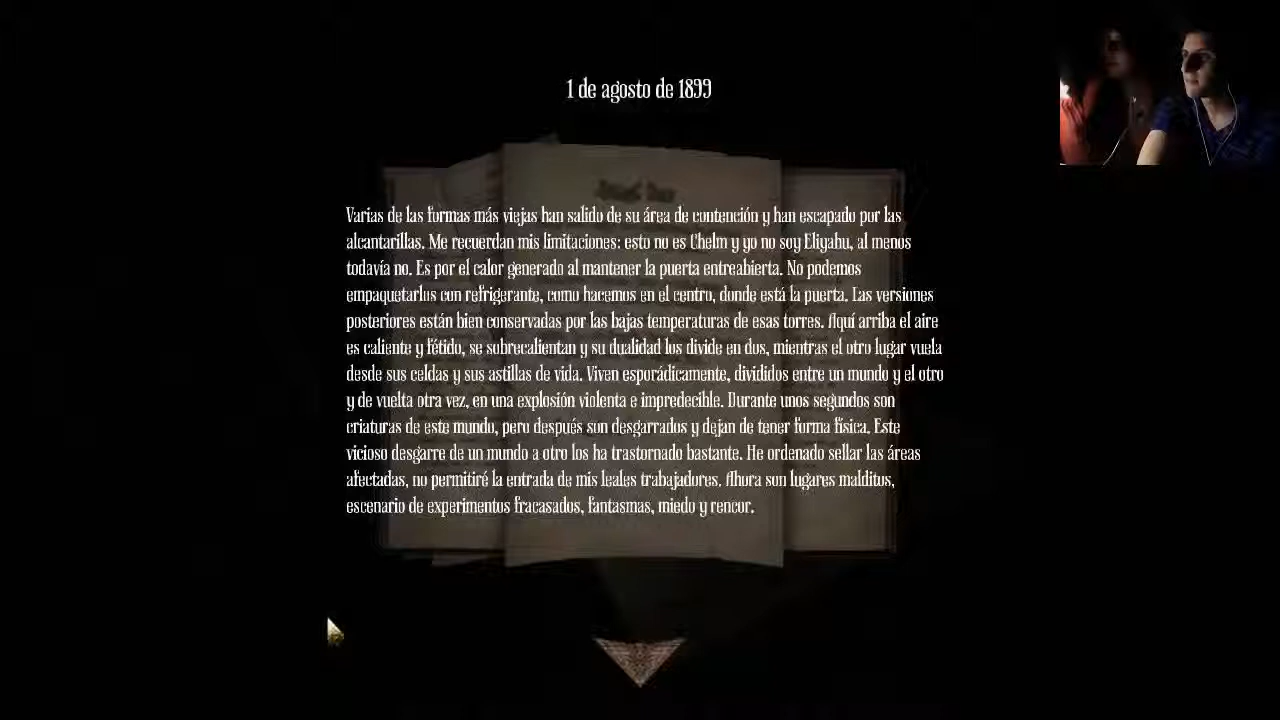 1 de agosto de 1899
Varias de las formas más viejas han salido de su área de contención y han escapado por las
alcantarillas. Me recuerdan mis limitaciones: esto no es Chelm y yo no soy Eliyahu, al menos
todavía no. Es por el calor generado al mantener la puerta entreabierta. No podemos
empaquetarlos con refrigerante, como hacemos en el centro, donde está la puerta. Las versiones
posteriores están bien conservadas por las bajas temperaturas de esas torres. Aquí arriba el aire
es caliente y fétido, se sobrecalientan y su dualidad los divide en dos, mientras el otro lugar vuela
desde sus celdas y sus astillas de vida. Viven esporádicamente, divididos entre un mundo y el otro
y de vuelta otra vez, en una explosión violenta e impredecible. Durante unos segundos son
criaturas de este mundo, pero después son desgarrados y dejan de tener forma física. Este
vicioso desgarre de un mundo a otro los ha trastornado bastante. He ordenado sellar las áreas
afectadas, no permitiré la entrada de mis leales trabajadores. Ahora son lugares malditos,
escenario de experimentos fracasados, fantasmas, miedo y rencor.